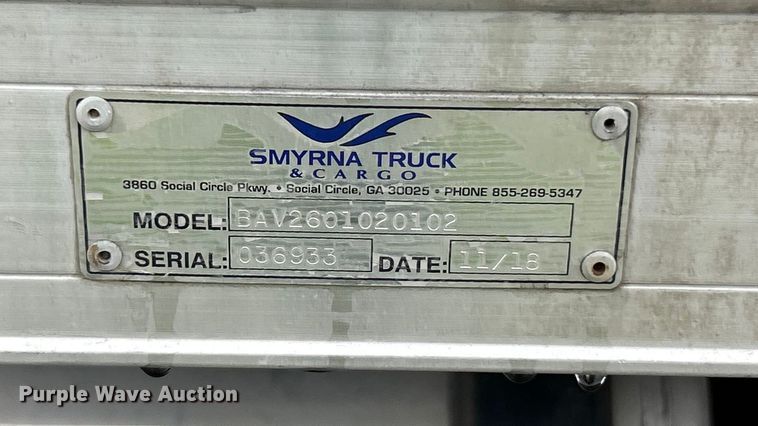 SMYRNA TRUCK
& CARGO
3860 Social Circle Pkwy. • Social Circle, GA 30025 • PHONE 855-269-5347
MODEL: BAV2601020102
SERIAL: 036933 DATE: 11/18
Purple Wave Auction